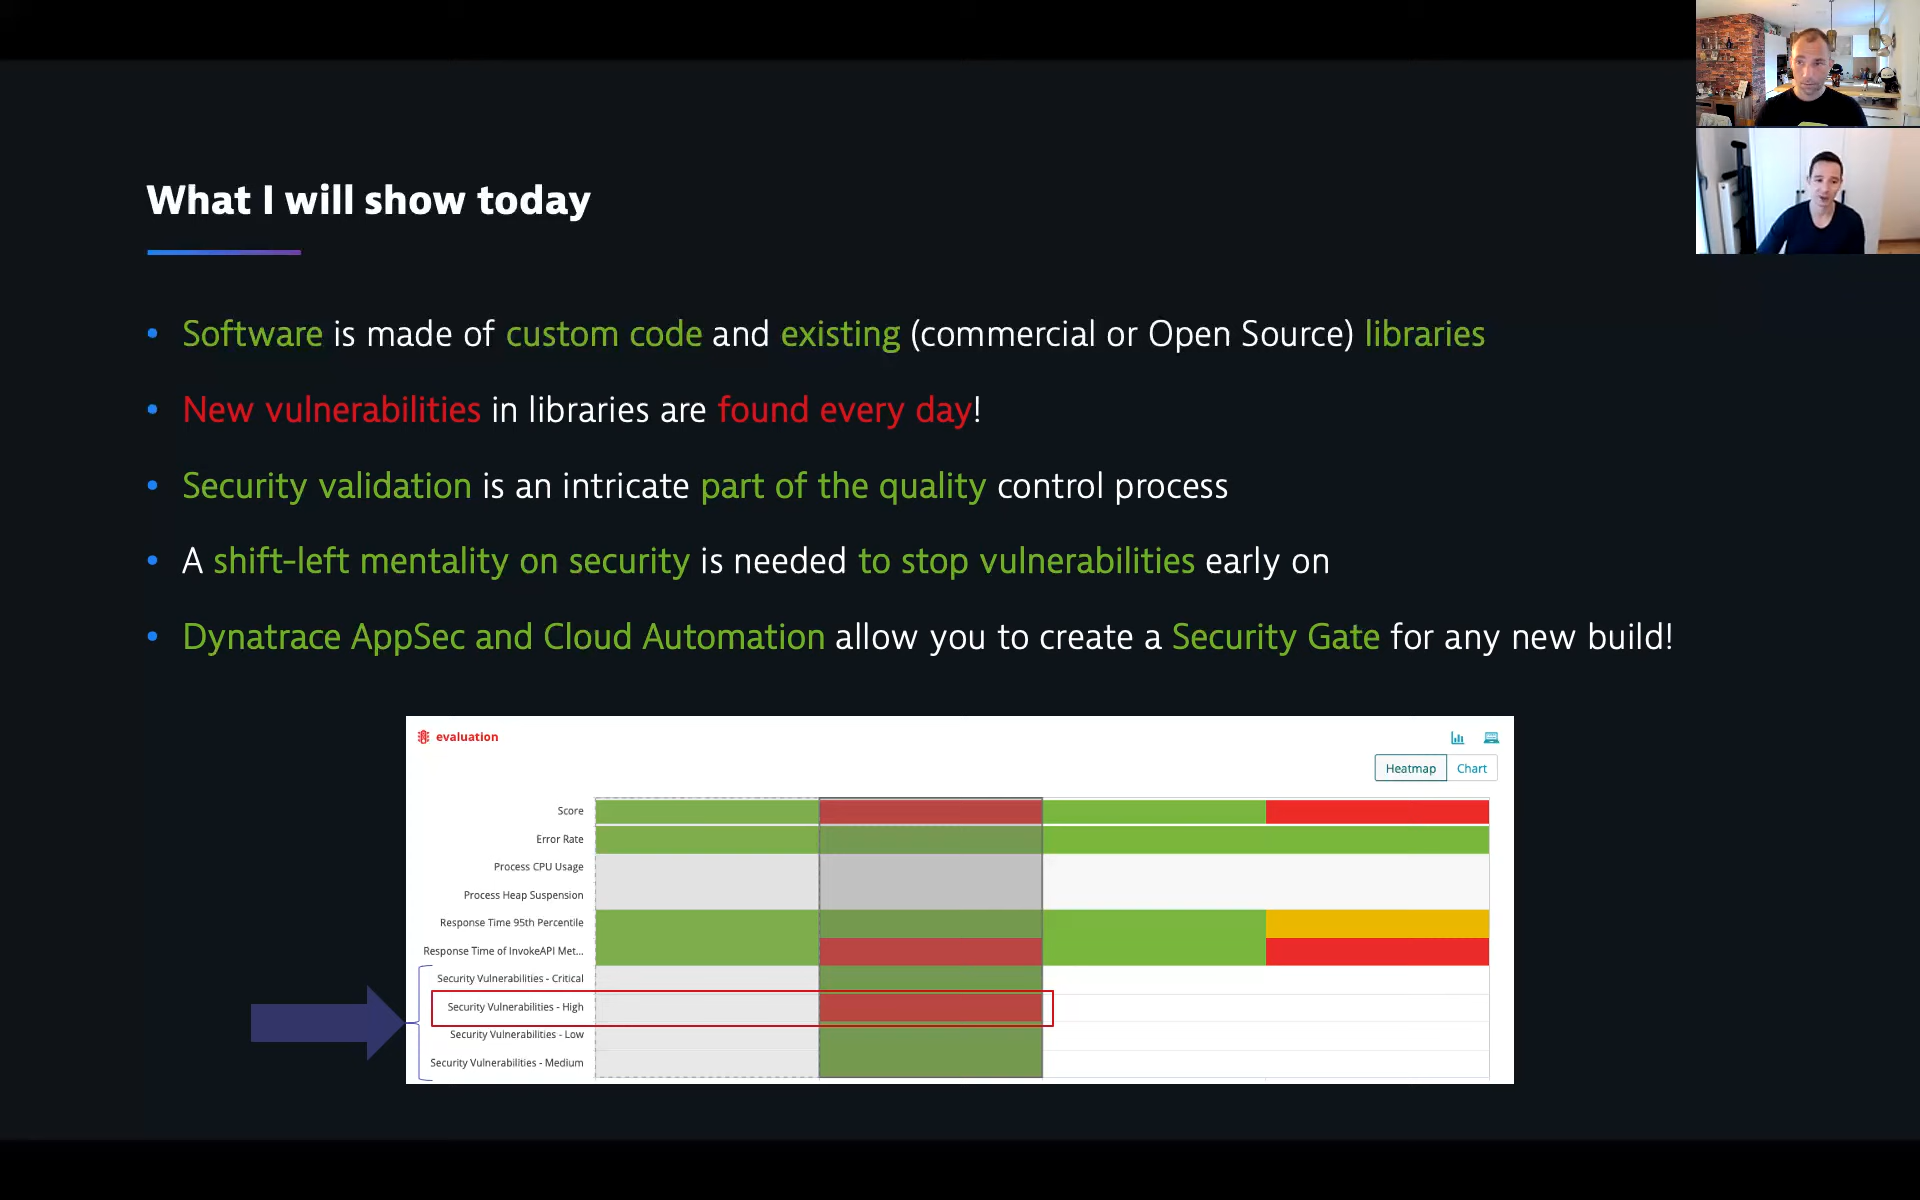 What I will show today
• Software is made of custom code and existing (commercial or Open Source) libraries
• New vulnerabilities in libraries are found every day!
• Security validation is an intricate part of the quality control process
• A shift-left mentality on security is needed to stop vulnerabilities early on
• Dynatrace AppSec and Cloud Automation allow you to create a Security Gate for any new build!
evaluation
Heatmap Chart
Score
Error Rate
Process CPU Usage
Process Heap Suspension
Response Time 95th Percentile
Response Time of InvokeAPI Met...
Security Vulnerabilities - Critical
Security Vulnerabilities - High
Security Vulnerabilities - Low
Security Vulnerabilities - Medium